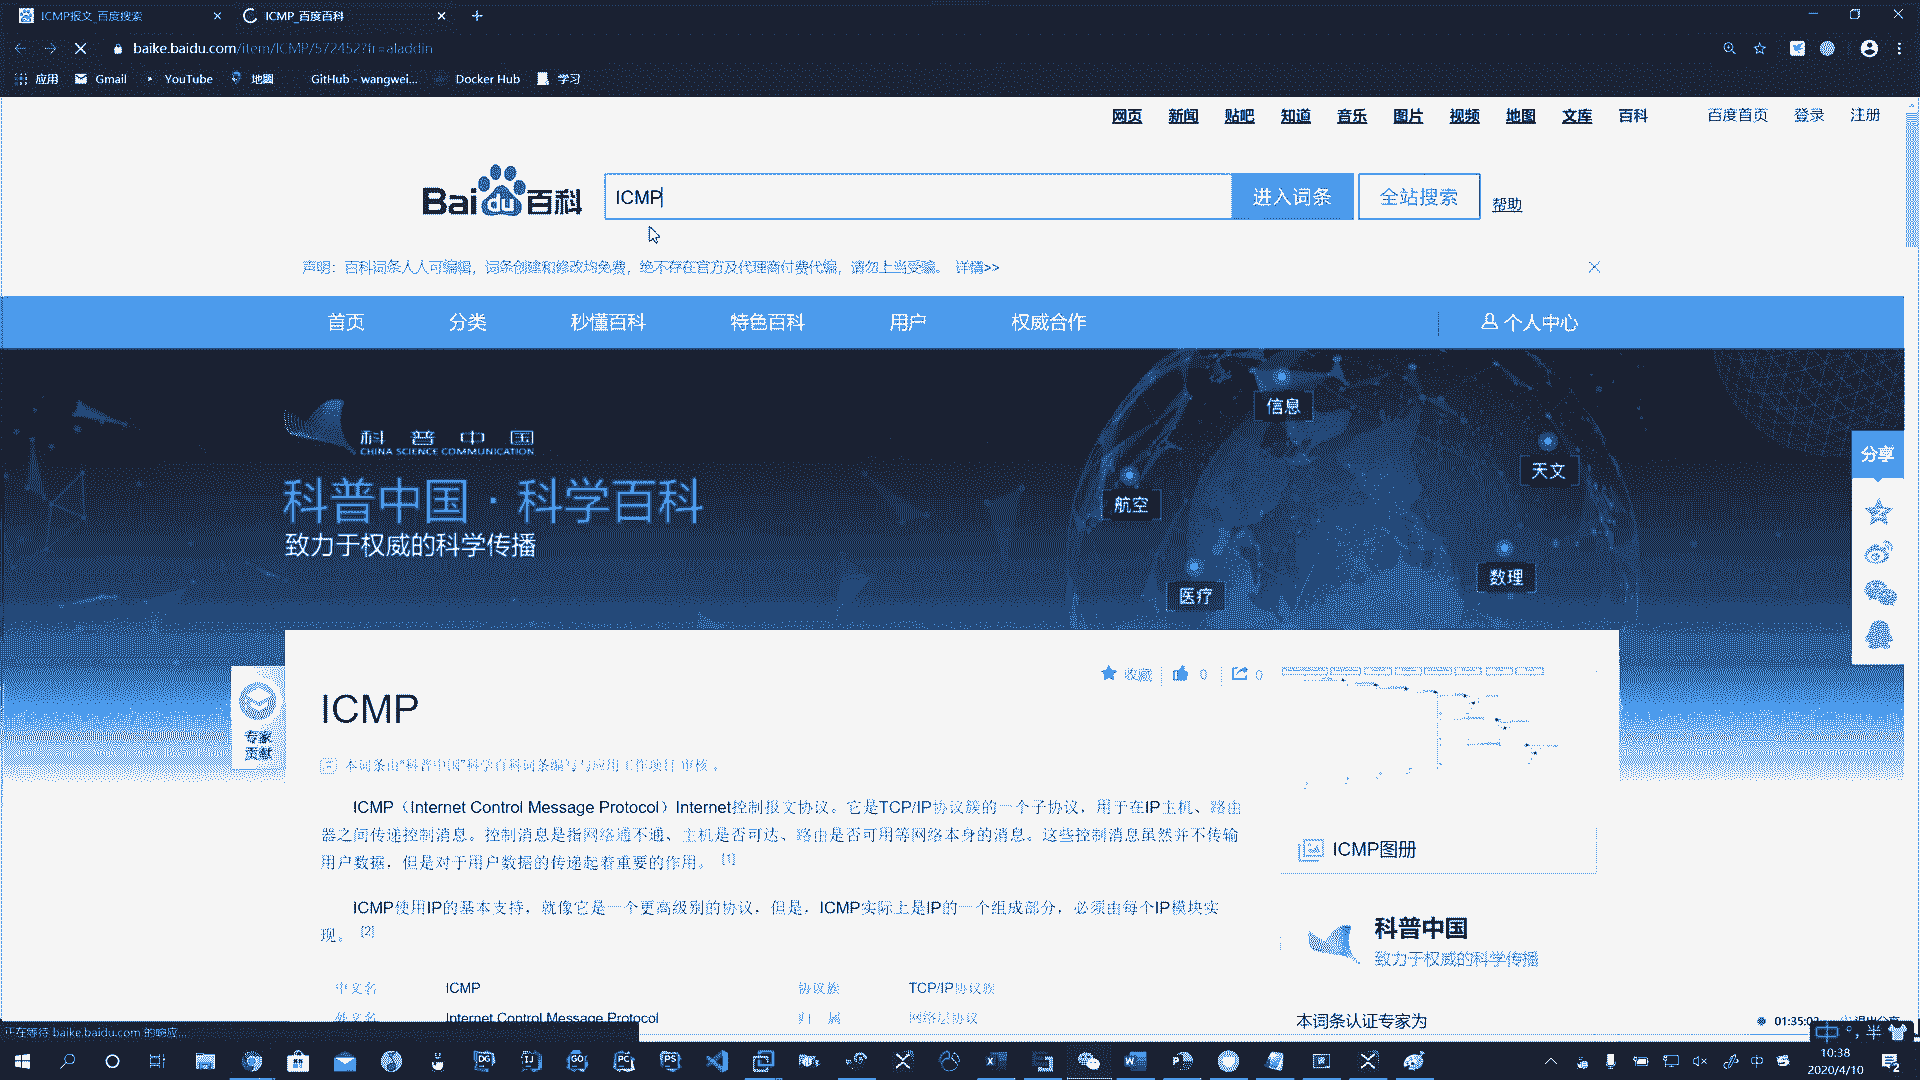 ICMP报文_百度搜索
ICMP_百度百科
baike.baidu.com/item/ICMP/572452?fr=aladdin
应用 Gmail YouTube 地图 GitHub - wangwei... Docker Hub 学习
网页 新闻 贴吧 知道 音乐 图片 视频 地图 文库 百科 百度首页 登录 注册
Bai du 百科 ICMP 进入词条 全站搜索 帮助
声明：百科词条人人可编辑，词条创建和修改均免费，绝不存在官方及代理商付费代编，请勿上当受骗。 详情>>
首页 分类 秒懂百科 特色百科 用户 权威合作 个人中心
信息
科普中国
CHINA SCIENCE COMMUNICATION
分享
天文
科普中国·科学百科
航空
致力于权威的科学传播
数理
医疗
收藏 0 0
ICMP
专家
贡献
本词条由“科普中国”科学百科词条编写与应用工作项目 审核 。
ICMP（Internet Control Message Protocol）Internet控制报文协议。它是TCP/IP协议簇的一个子协议，用于在IP主机、路由
器之间传递控制消息。控制消息是指网络通不通、主机是否可达、路由是否可用等网络本身的消息。这些控制消息虽然并不传输
用户数据，但是对于用户数据的传递起着重要的作用。 [1]
ICMP图册
ICMP使用IP的基本支持，就像它是一个更高级别的协议，但是，ICMP实际上是IP的一个组成部分，必须由每个IP模块实
现。 [2]
科普中国
致力于权威的科学传播
中文名 ICMP 协议族 TCP/IP协议族
外文名 Internet Control Message Protocol 归 属 网络层协议
本词条认证专家为
正在等待 baike.baidu.com 的响应...
中 °, 半
10:38
2020/4/10